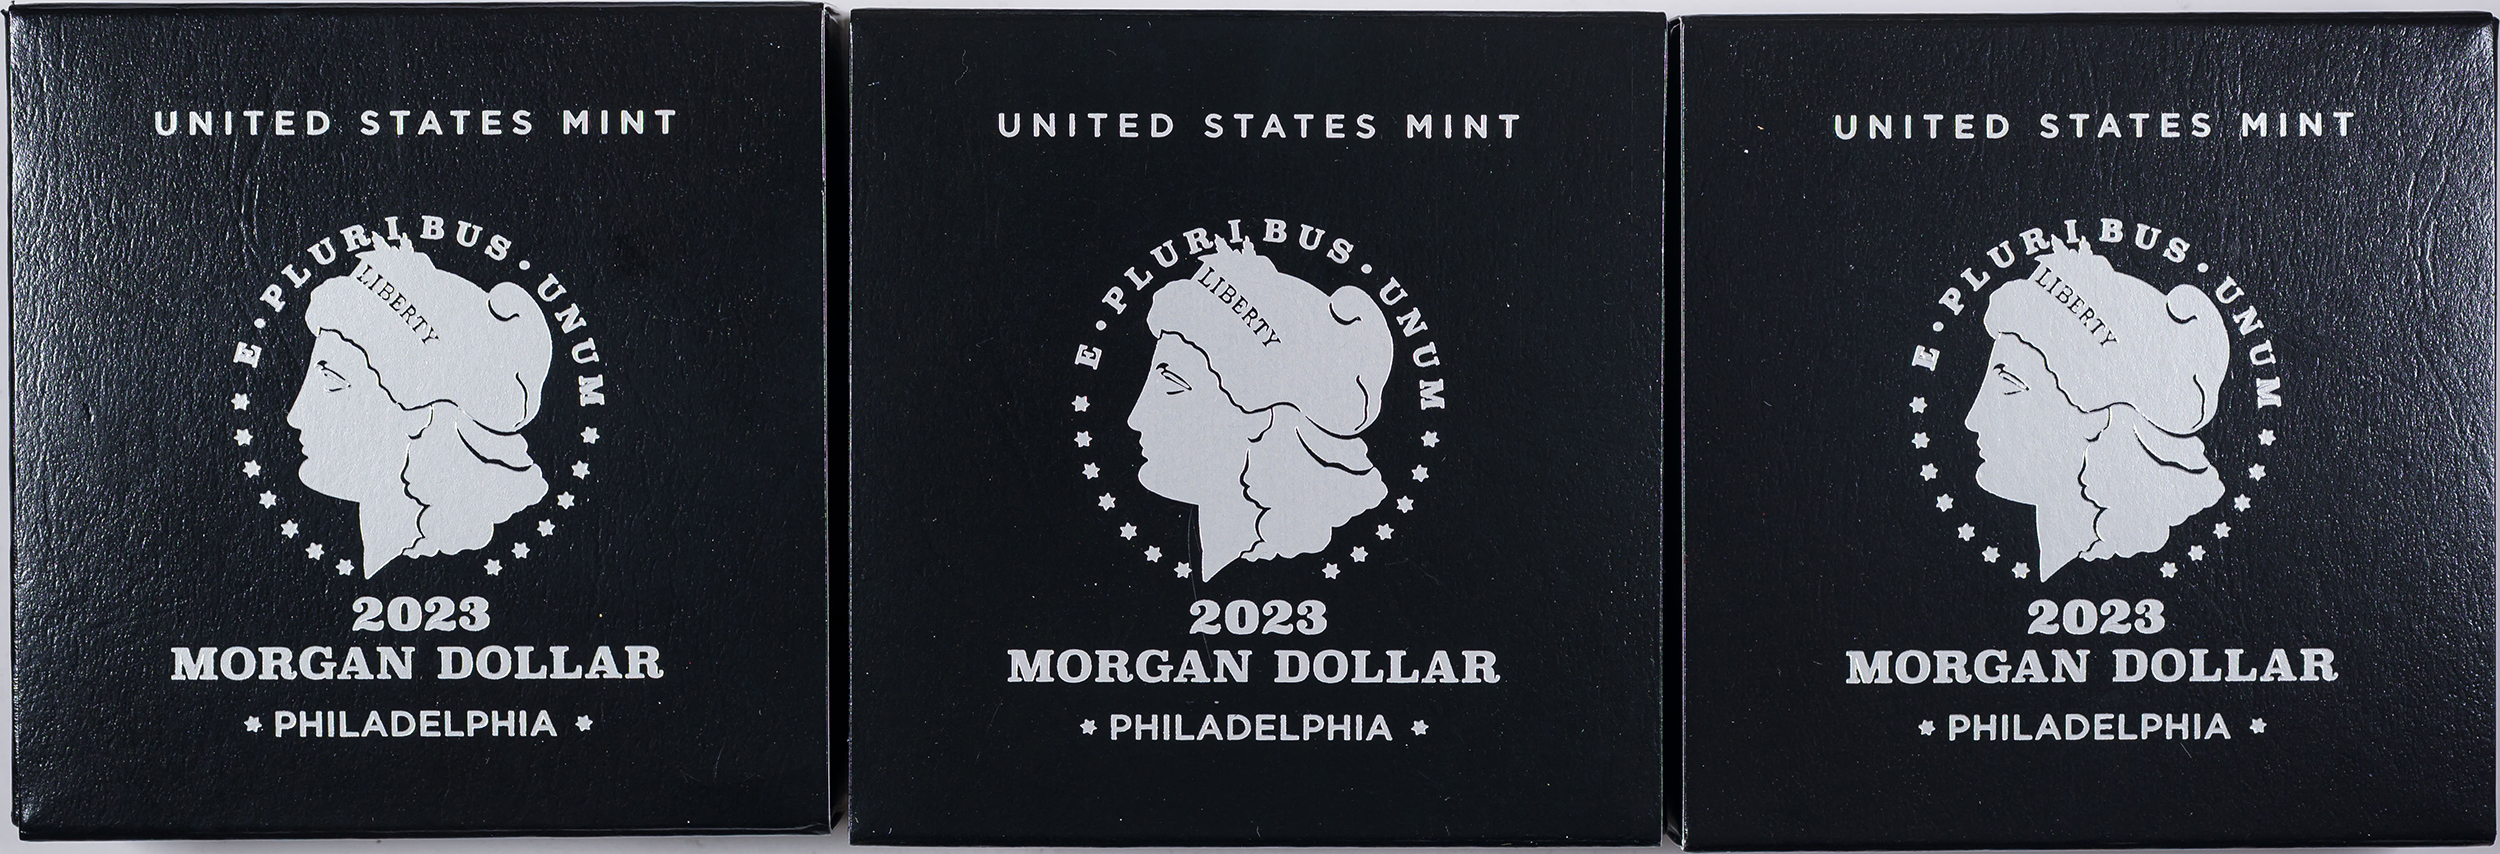 UNITED STATES MINT
E · PLURIBUS · UNUM
LIBERTY
2023
MORGAN DOLLAR
PHILADELPHIA
UNITED STATES MINT
E · PLURIBUS · UNUM
LIBERTY
2023
MORGAN DOLLAR
PHILADELPHIA
UNITED STATES MINT
E · PLURIBUS · UNUM
LIBERTY
2023
MORGAN DOLLAR
PHILADELPHIA